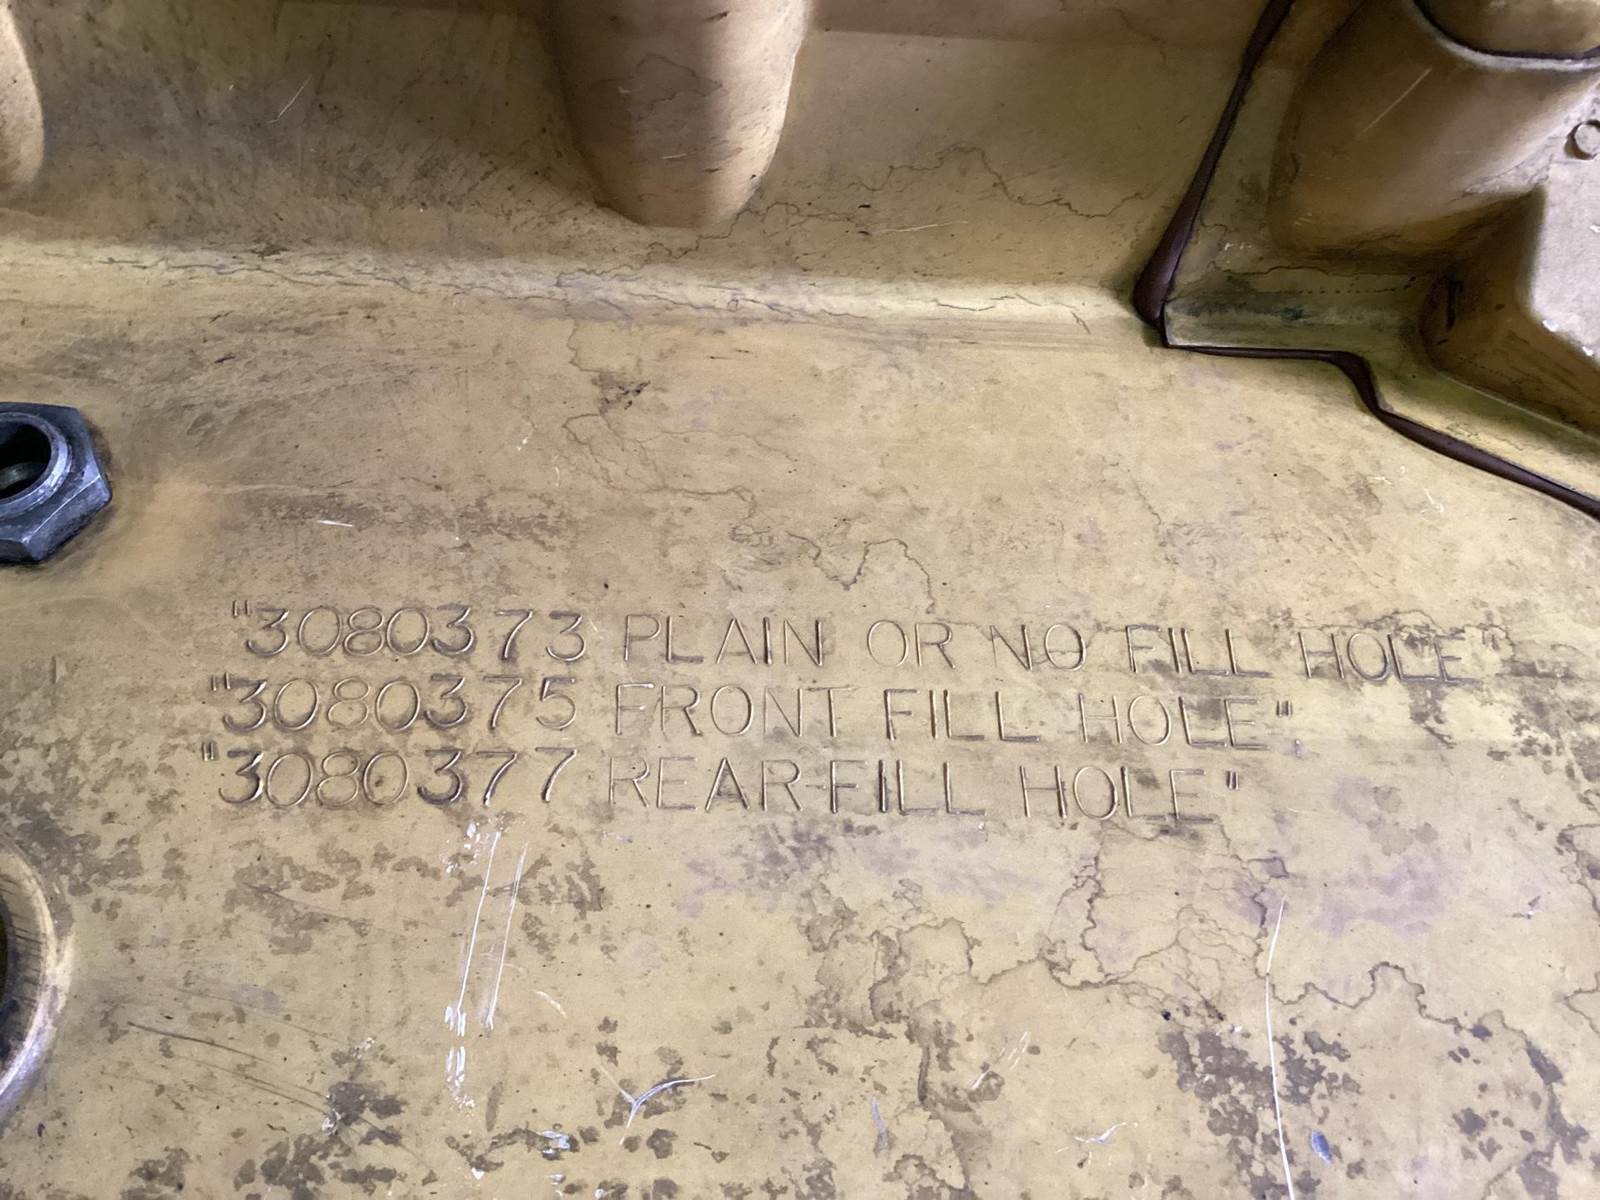 "3080373 PLAIN OR NO FILL HOLE"
"3080375 FRONT FILL HOLE"
"3080377 REAR-FILL HOLE"